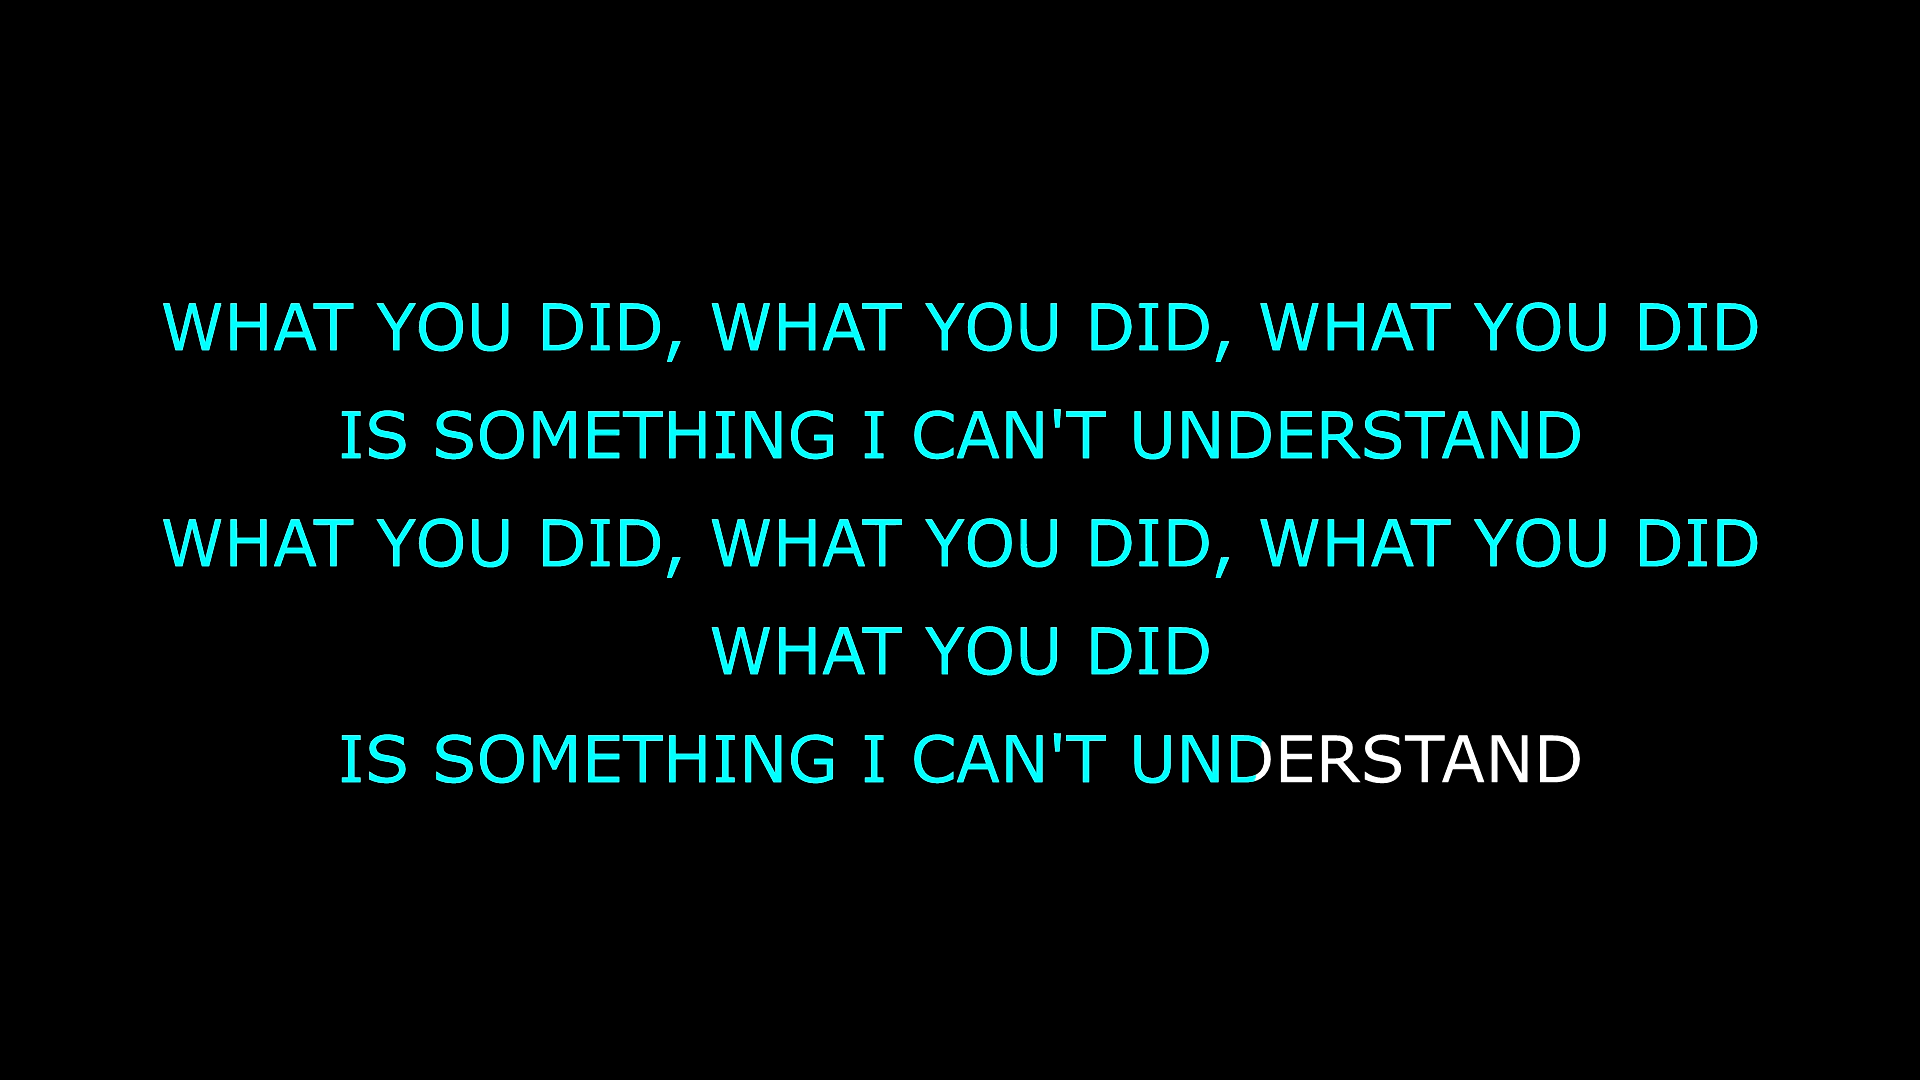 WHAT YOU DID, WHAT YOU DID, WHAT YOU DID
IS SOMETHING I CAN'T UNDERSTAND
WHAT YOU DID, WHAT YOU DID, WHAT YOU DID
WHAT YOU DID
IS SOMETHING I CAN'T UNDERSTAND